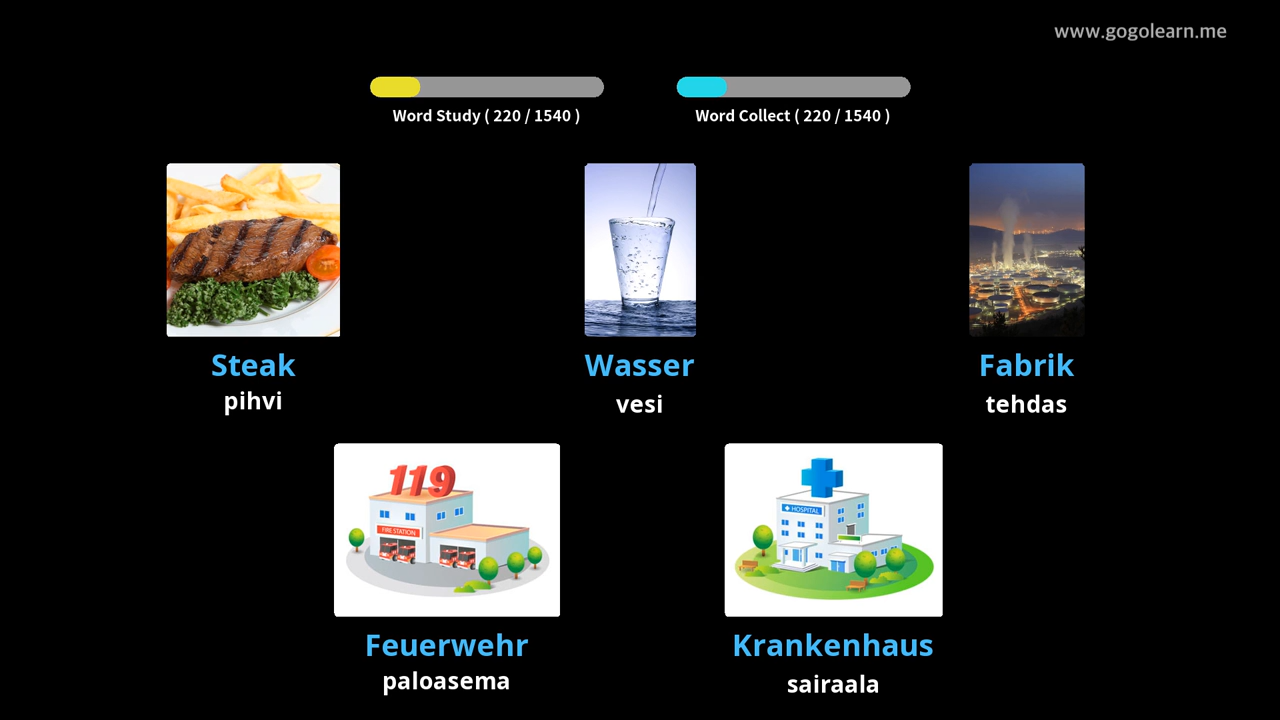 www.gogolearn.me
Word Study ( 220 / 1540 )
Word Collect ( 220 / 1540 )
Steak
pihvi
Wasser
vesi
Fabrik
tehdas
119
FIRE STATION
Feuerwehr
paloasema
HOSPITAL
Krankenhaus
sairaala